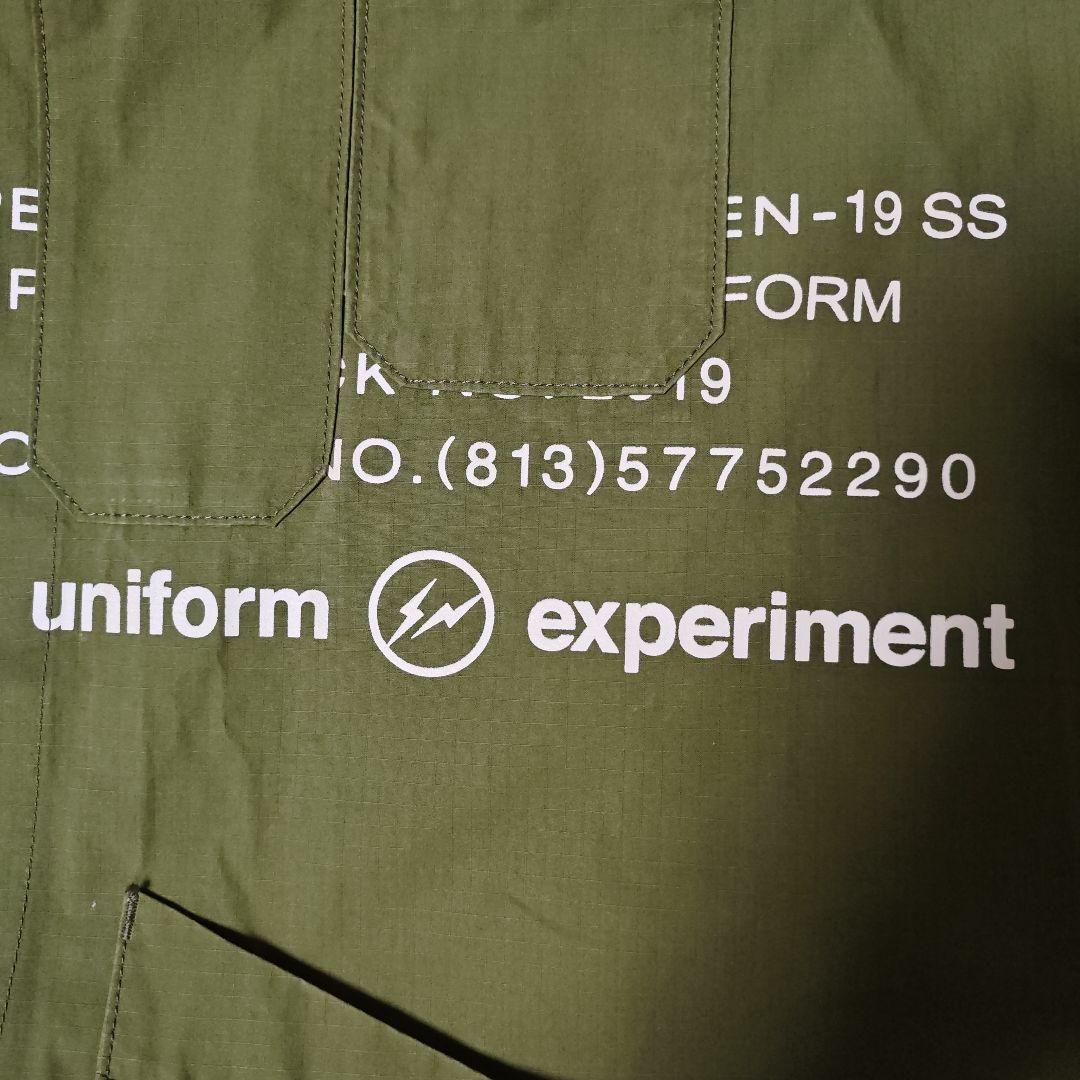 EN-19 SS
FORM
19
NO.(813)57752290
uniform experiment